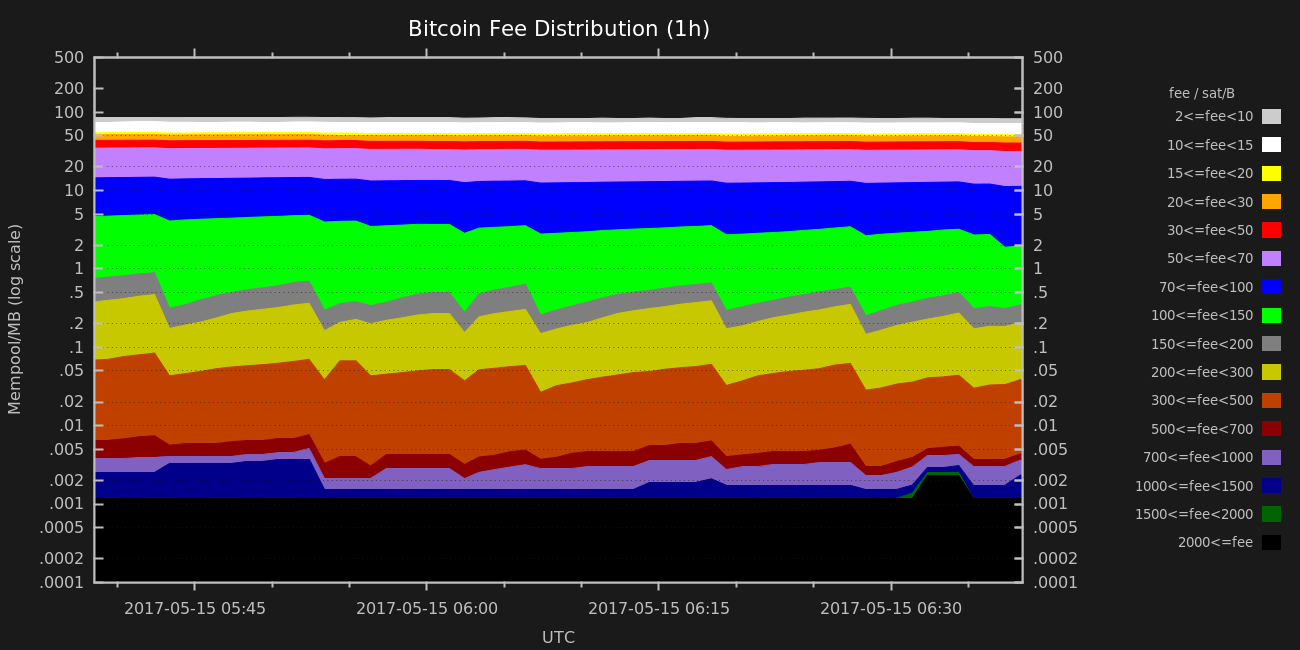 Bitcoin Fee Distribution (1h)
500 500
200 200
100 100
50 50
20 20
10 10
5 5
2 2
1 1
.5 .5
.2 .2
.1 .1
.05 .05
.02 .02
.01 .01
.005 .005
.002 .002
.001 .001
.0005 .0005
.0002 .0002
.0001 .0001
Mempool/MB (log scale)
2017-05-15 05:45 2017-05-15 06:00 2017-05-15 06:15 2017-05-15 06:30
UTC
fee / sat/B
2<=fee<10
10<=fee<15
15<=fee<20
20<=fee<30
30<=fee<50
50<=fee<70
70<=fee<100
100<=fee<150
150<=fee<200
200<=fee<300
300<=fee<500
500<=fee<700
700<=fee<1000
1000<=fee<1500
1500<=fee<2000
2000<=fee